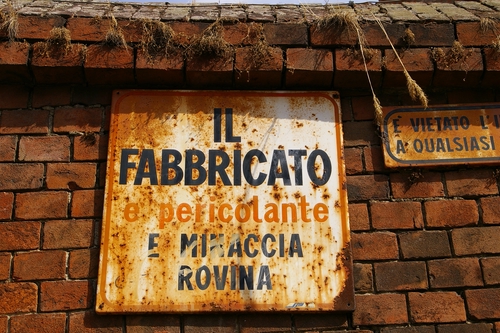 IL
FABBRICATO
e pericolante
E MINACCIA
ROVINA
È VIETATO L'
A QUALSIASI